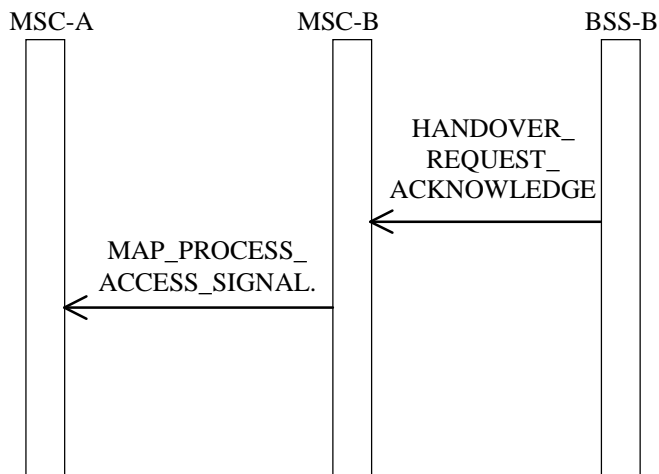 MSC-A
MSC-B
BSS-B
HANDOVER_
REQUEST_
ACKNOWLEDGE
MAP_PROCESS_
ACCESS_SIGNAL.